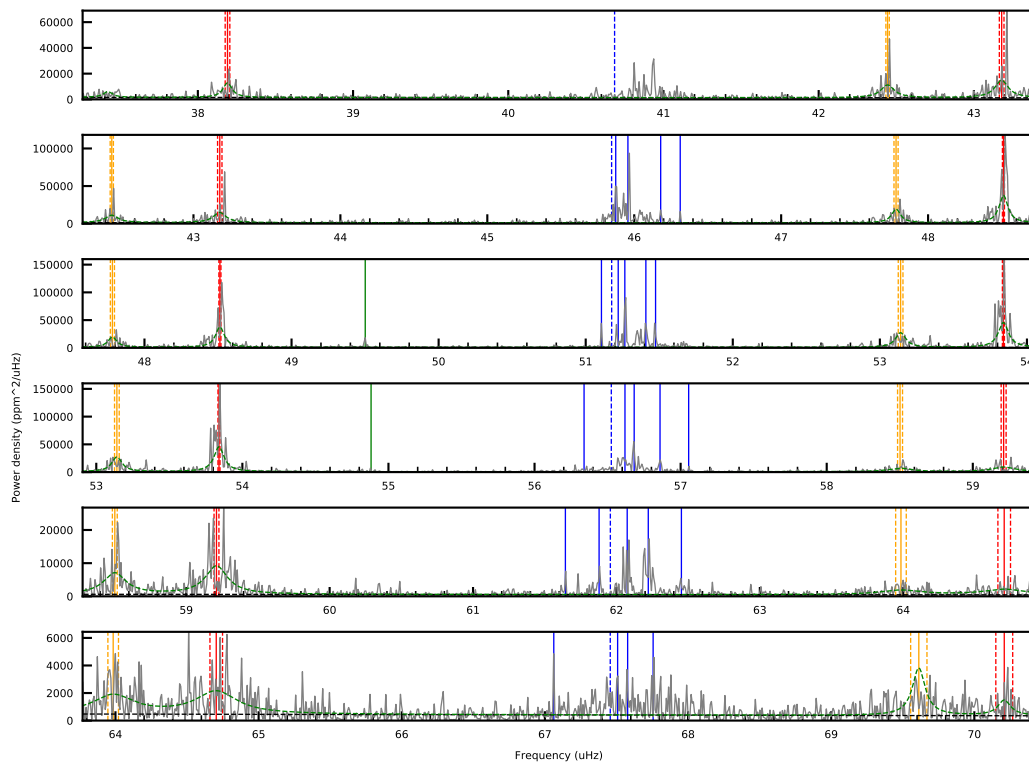 60000
40000
20000
0
38 39 40 41 42 43
100000
50000
0
43 44 45 46 47 48
150000
100000
50000
0
48 49 50 51 52 53 54
150000
100000
50000
0
53 54 55 56 57 58 59
Power density (ppm^2/uHz)
20000
10000
0
59 60 61 62 63 64
6000
4000
2000
0
64 65 66 67 68 69 70
Frequency (uHz)